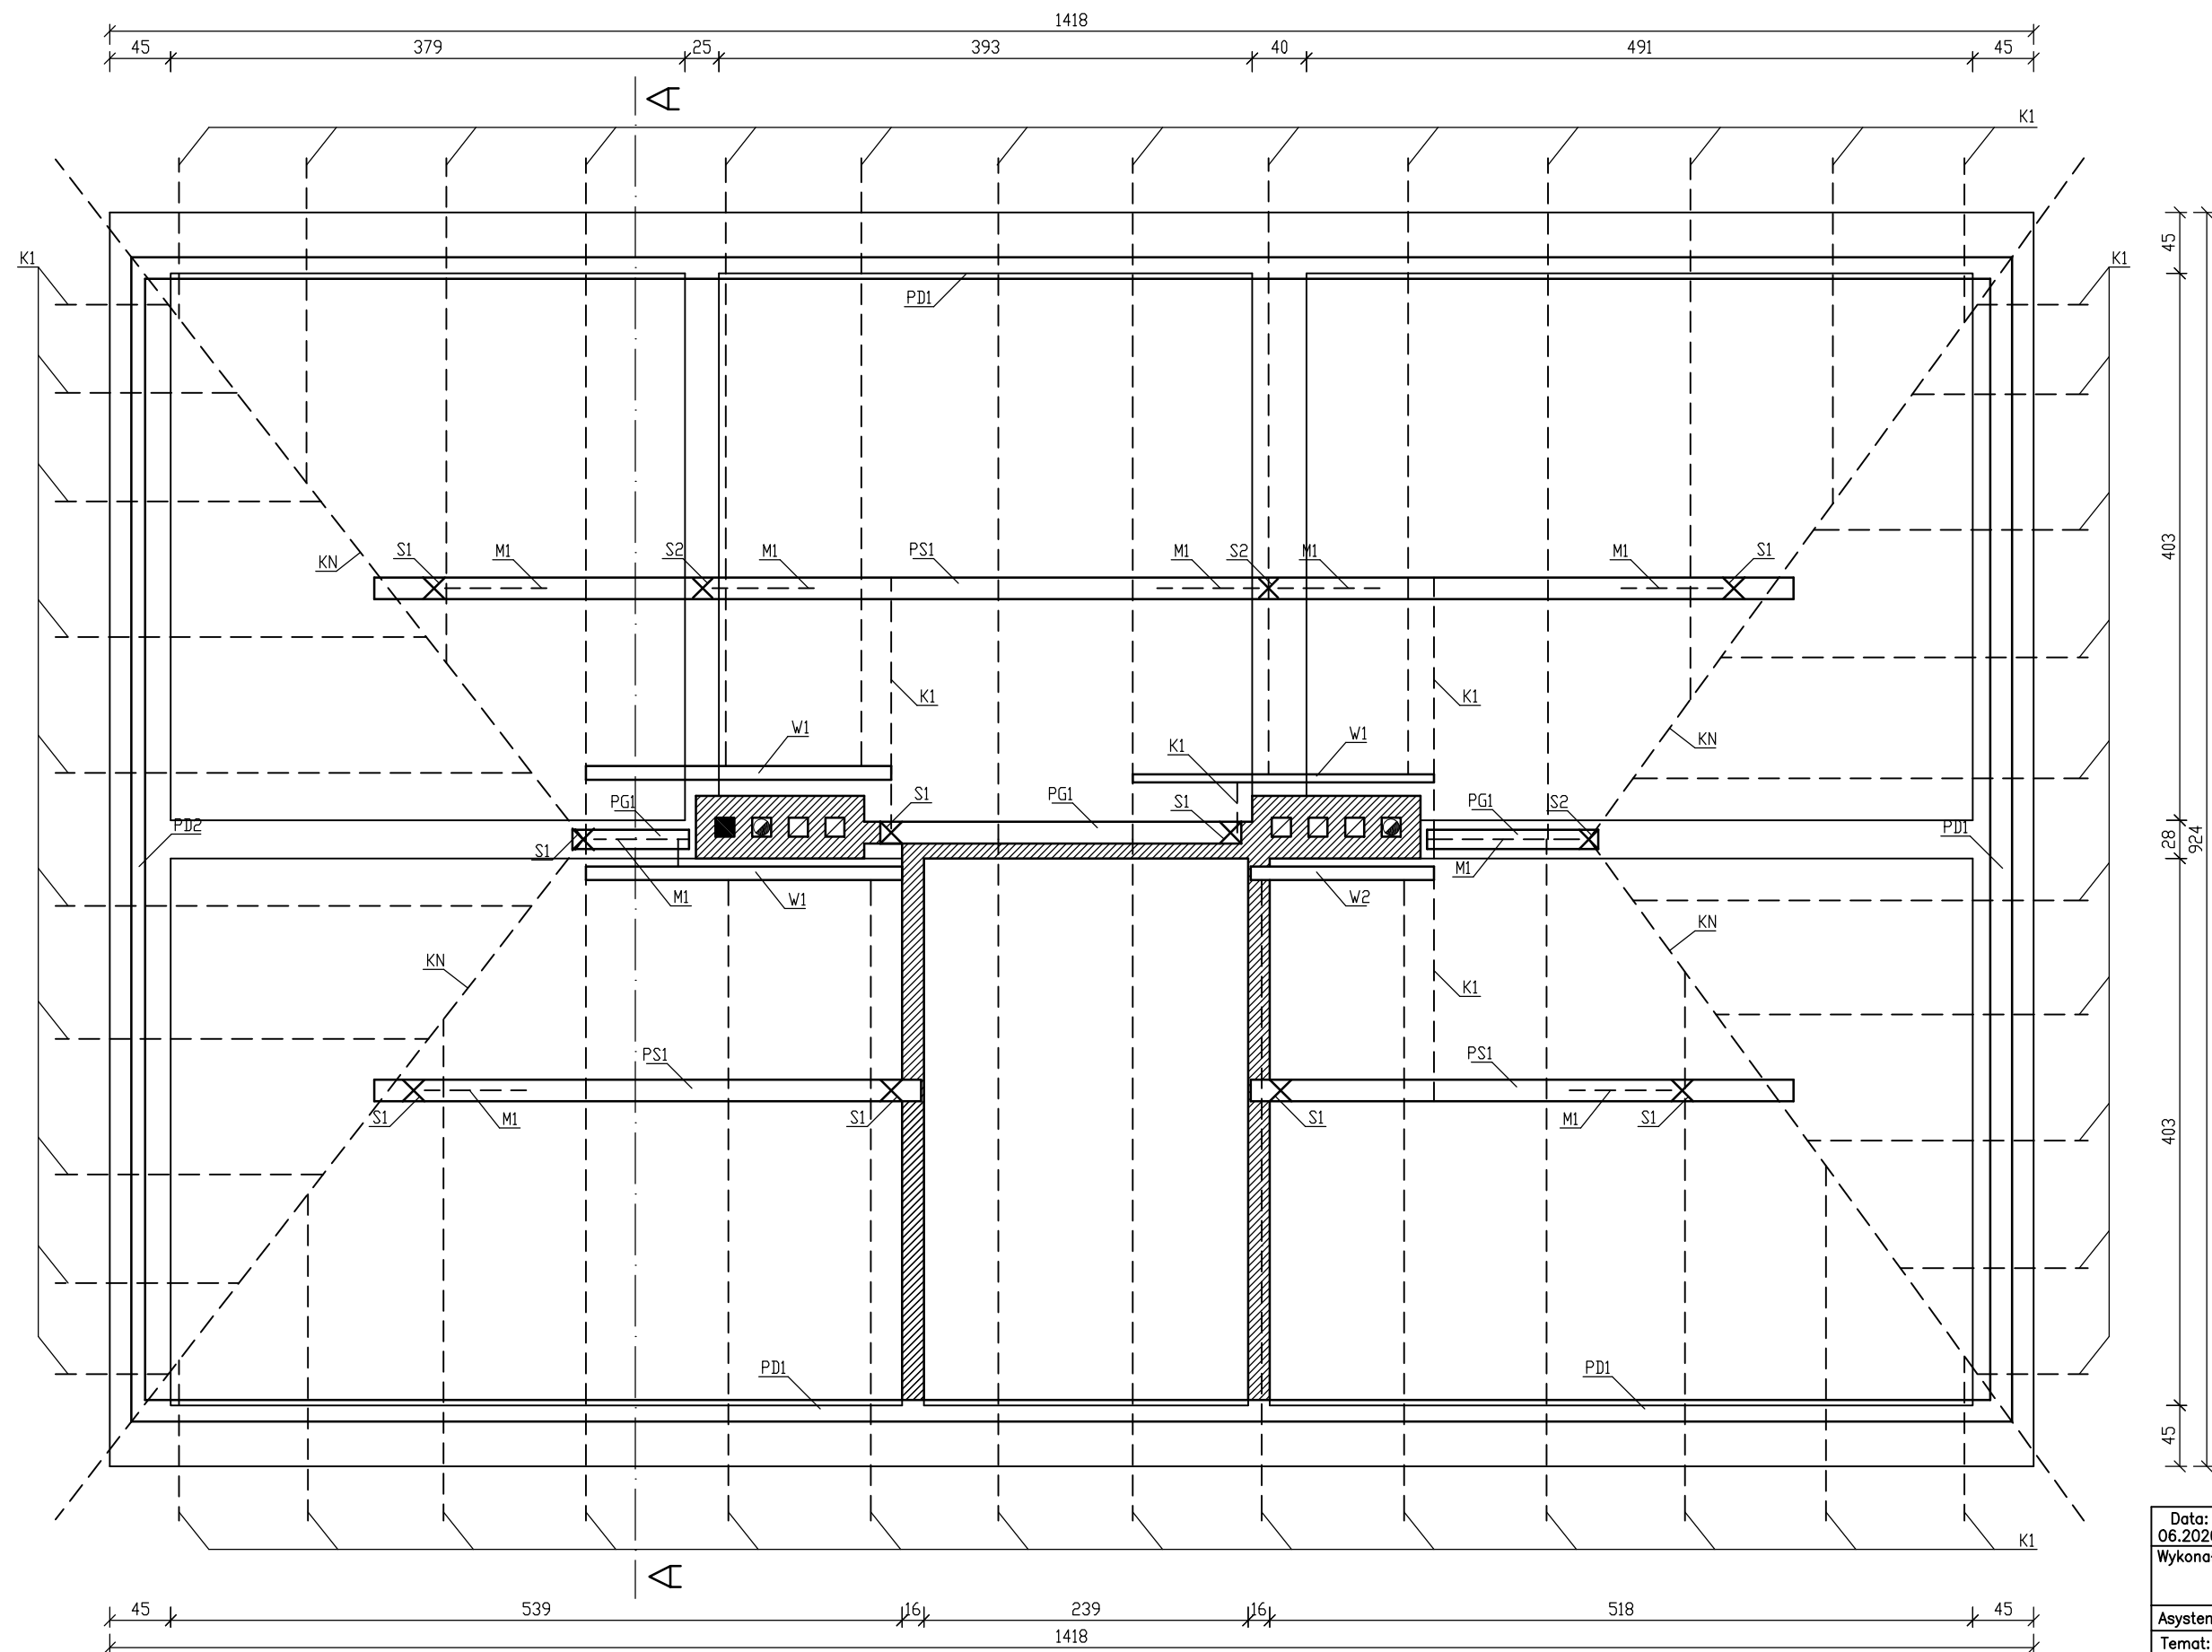 1418
45 379 25 393 40 491 45
A
K1
K1 K1
45
PD1
KN S1 M1 S2 M1 PS1 M1 S2 M1 M1 S1
403
K1 K1
W1 K1 W1 KN
PG1 S1 PG1 S1 PG1 S2
PD2 PD1
28
924
S1 M1 W1 M1 W2
KN KN
K1
PS1 PS1
S1 M1 S1 S1 M1 S1
403
PD1 PD1
45
K1
A
45 539 16 239 16 518 45
1418
Data:
Temat: